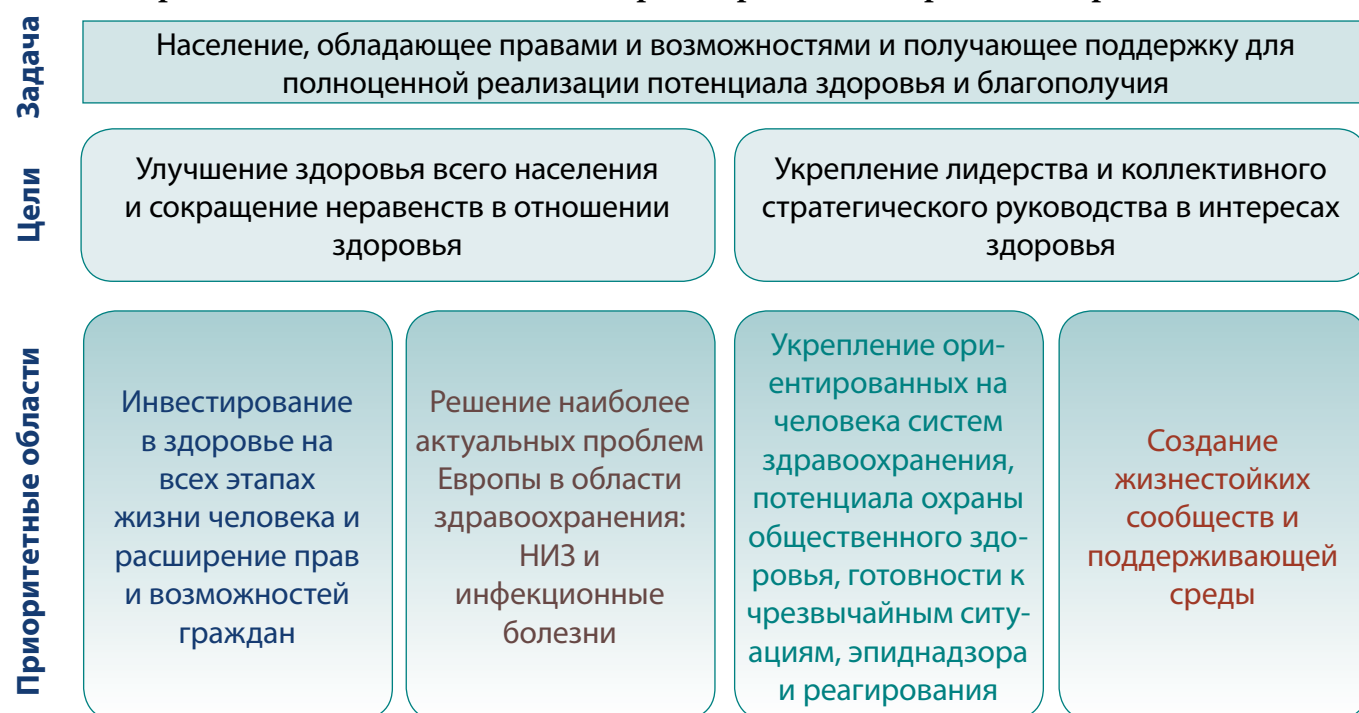 Задача
Население, обладающее правами и возможностями и получающее поддержку для
полноценной реализации потенциала здоровья и благополучия
Цели
Улучшение здоровья всего населения
и сокращение неравенств в отношении
здоровья
Укрепление лидерства и коллективного
стратегического руководства в интересах
здоровья
Приоритетные области
Инвестирование
в здоровье на
всех этапах
жизни человека и
расширение прав
и возможностей
граждан
Решение наиболее
актуальных проблем
Европы в области
здравоохранения:
НИЗ и
инфекционные
болезни
Укрепление ори-
ентированных на
человека систем
здравоохранения,
потенциала охраны
общественного здо-
ровья, готовности к
чрезвычайным ситу-
ациям, эпиднадзора
и реагирования
Создание
жизнестойких
сообществ и
поддерживающей
среды